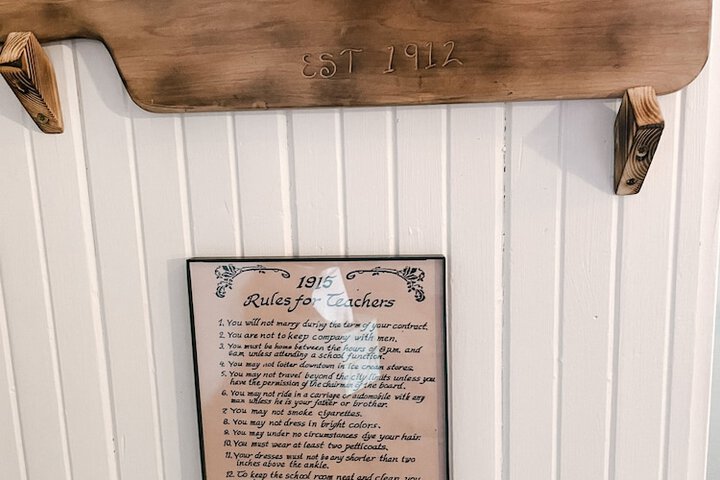 EST 1912
1915
Rules for Teachers
1. You will not marry during the term of your contract.
2. You are not to keep company with men.
3. You must be home between the hours of 8 p.m. and
6 a.m. unless attending a school function.
4. You may not loiter downtown in ice cream stores.
5. You may not travel beyond the city limits unless you
have the permission of the chairman of the board.
6. You may not ride in a carriage or automobile with any
man unless he is your father or brother.
7. You may not smoke cigarettes.
8. You may not dress in bright colors.
9. You may under no circumstances dye your hair.
10. You must wear at least two petticoats.
11. Your dresses must not be any shorter than two
inches above the ankle.
12. To keep the school room neat and clean, you